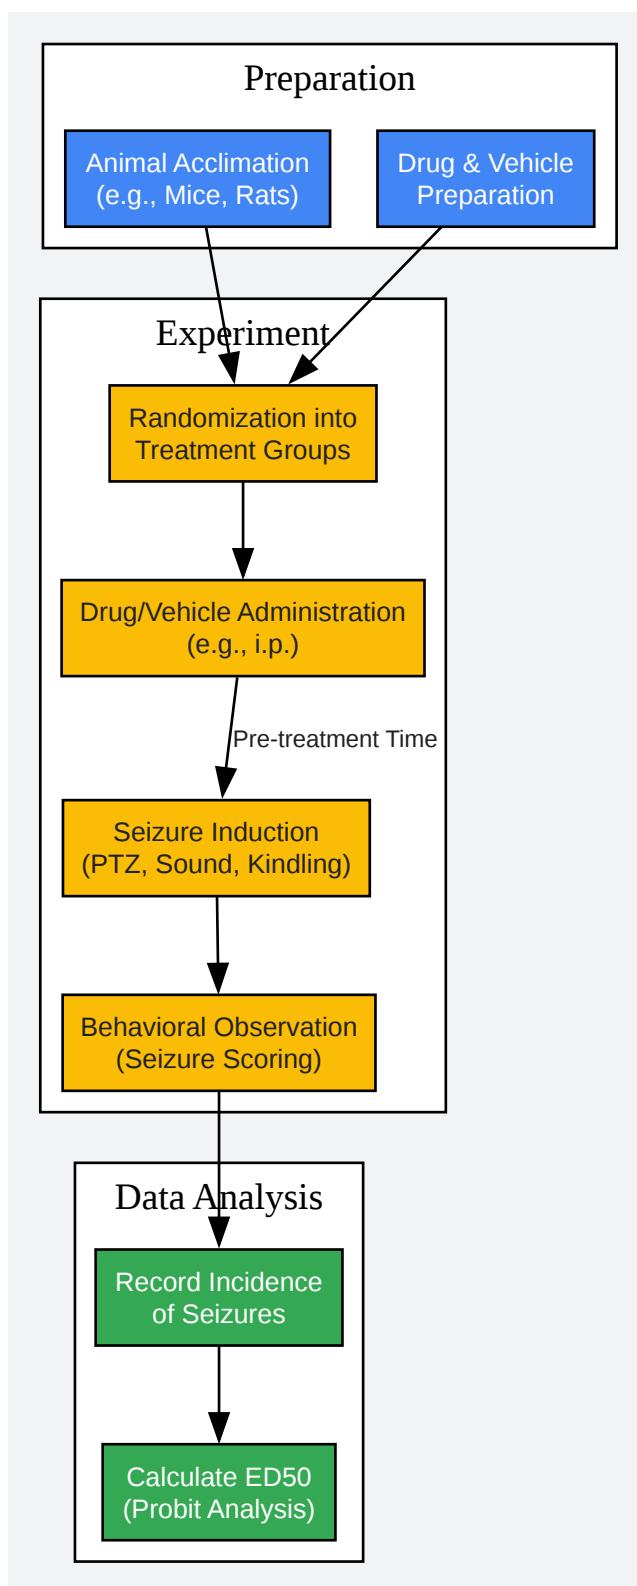 Preparation
Animal Acclimation
(e.g., Mice, Rats)
Drug & Vehicle
Preparation
Experiment
Randomization into
Treatment Groups
Drug/Vehicle Administration
(e.g., i.p.)
Pre-treatment Time
Seizure Induction
(PTZ, Sound, Kindling)
Behavioral Observation
(Seizure Scoring)
Data Analysis
Record Incidence
of Seizures
Calculate ED50
(Probit Analysis)